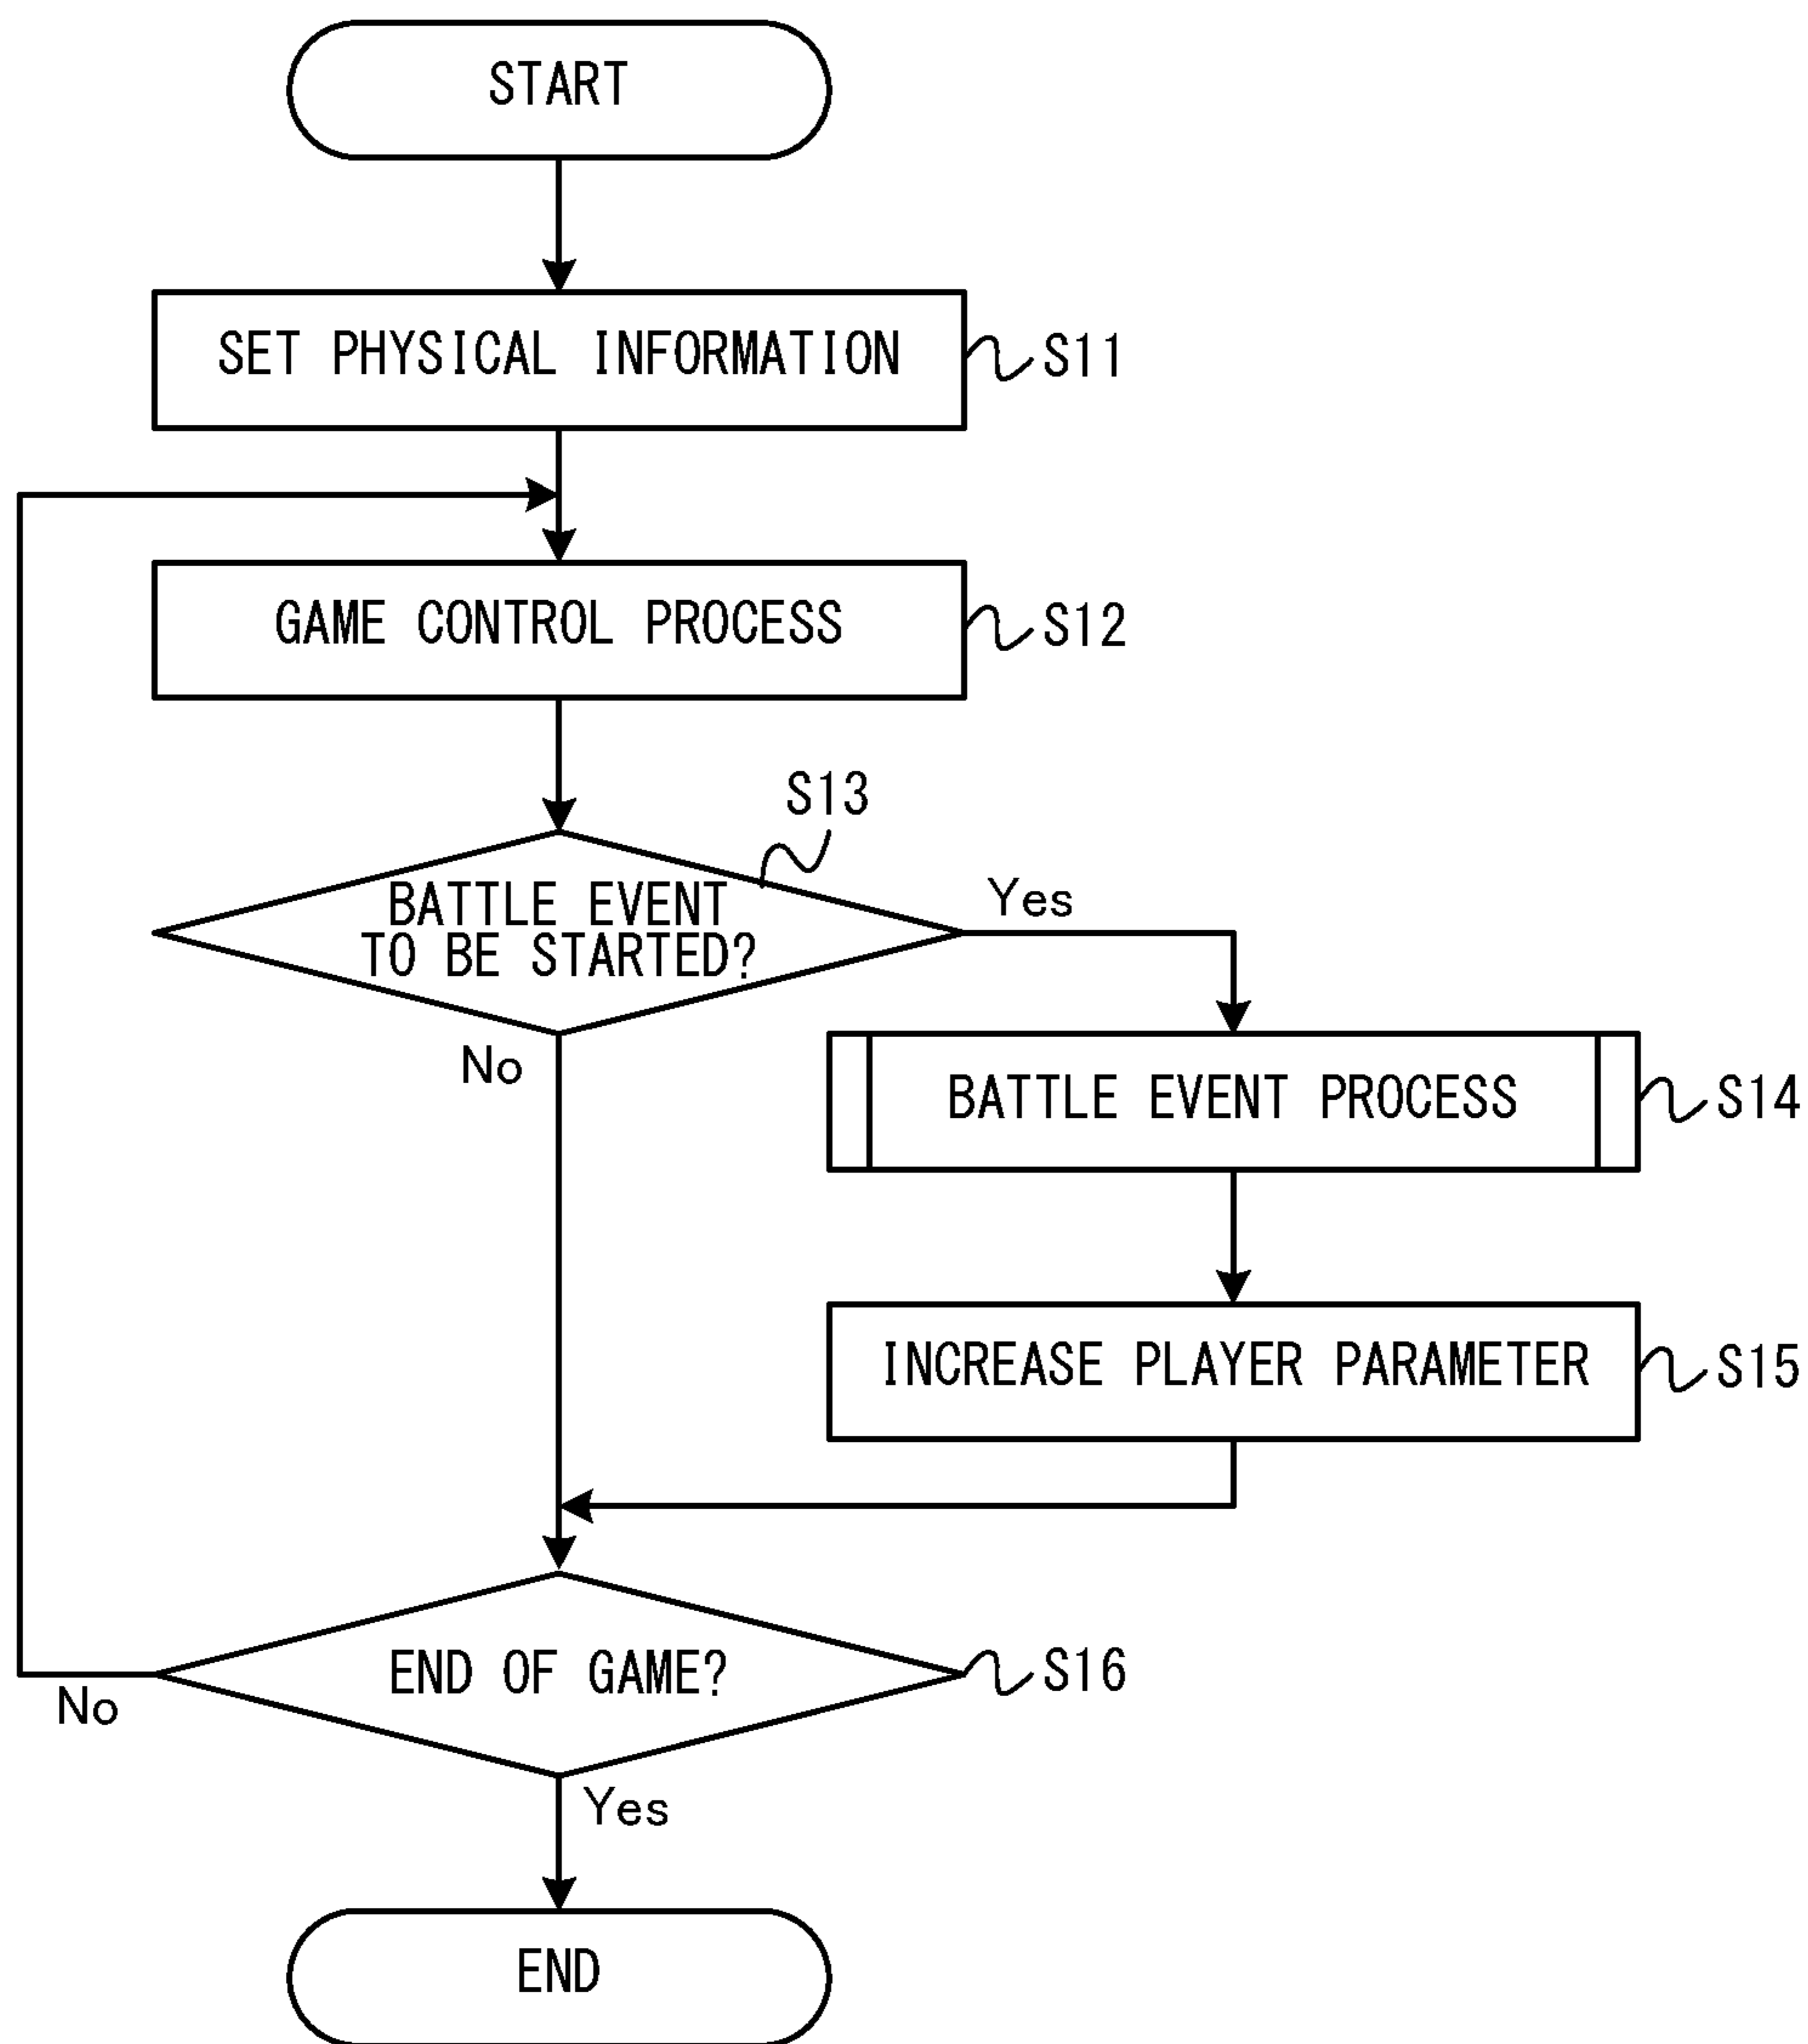 START
SET PHYSICAL INFORMATION
S11
GAME CONTROL PROCESS
S12
S13
BATTLE EVENT
TO BE STARTED?
Yes
No
BATTLE EVENT PROCESS
S14
INCREASE PLAYER PARAMETER
S15
END OF GAME?
S16
No
Yes
END